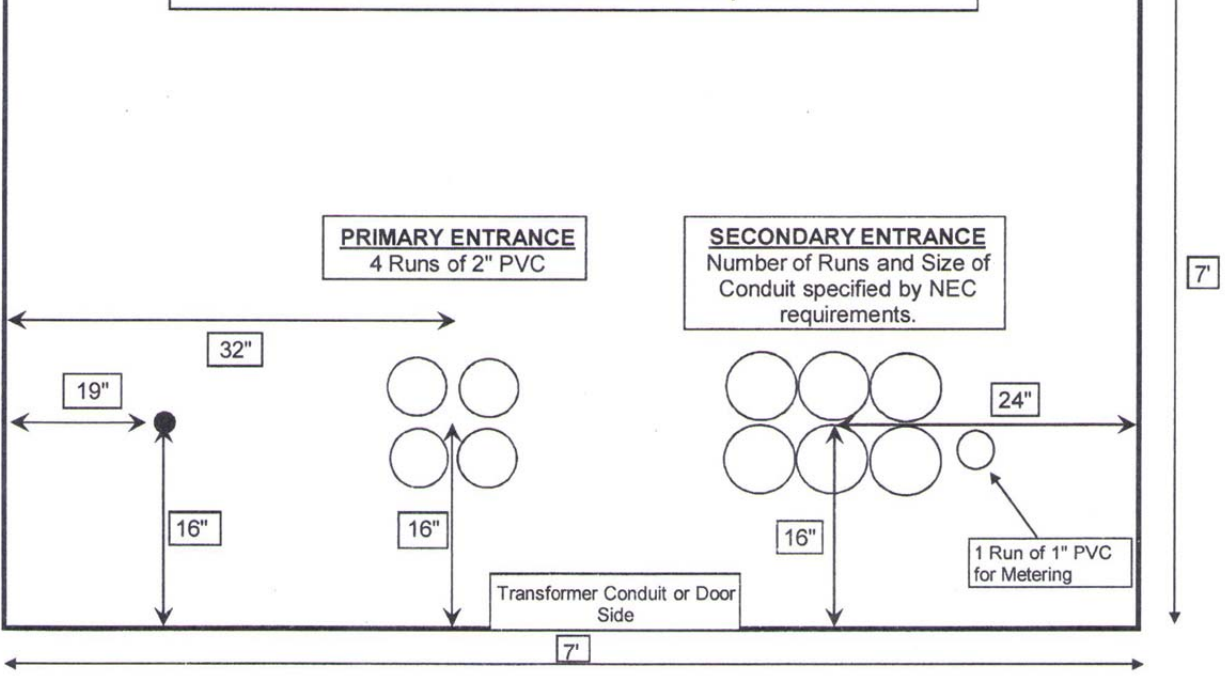 PRIMARY ENTRANCE
4 Runs of 2" PVC
SECONDARY ENTRANCE
Number of Runs and Size of
Conduit specified by NEC
requirements.
7'
32"
19"
24"
16"
16"
16"
1 Run of 1" PVC
for Metering
Transformer Conduit or Door
Side
7'